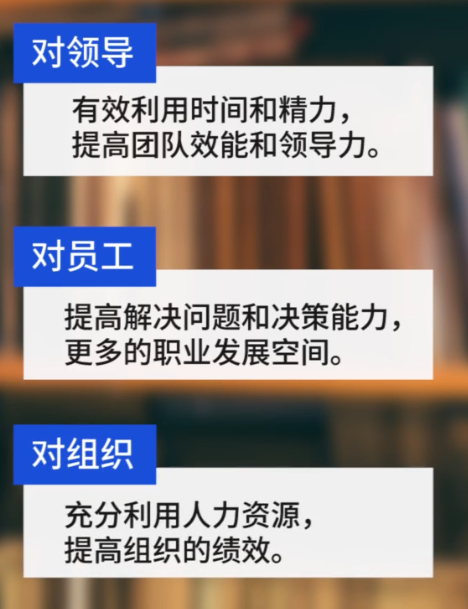 对领导
有效利用时间和精力，
提高团队效能和领导力。
对员工
提高解决问题和决策能力，
更多的职业发展空间。
对组织
充分利用人力资源，
提高组织的绩效。